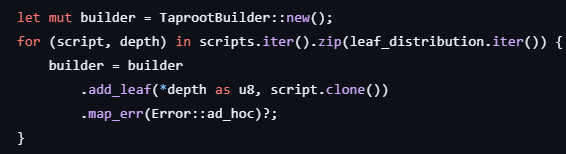 let mut builder = TaprootBuilder::new();
for (script, depth) in scripts.iter().zip(leaf_distribution.iter()) {
    builder = builder
        .add_leaf(*depth as u8, script.clone())
        .map_err(Error::ad_hoc)?;
}